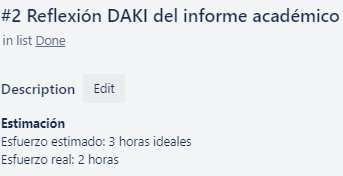 #2 Reflexión DAKI del informe académico
in list Done
Description Edit
Estimación
Esfuerzo estimado: 3 horas ideales
Esfuerzo real: 2 horas